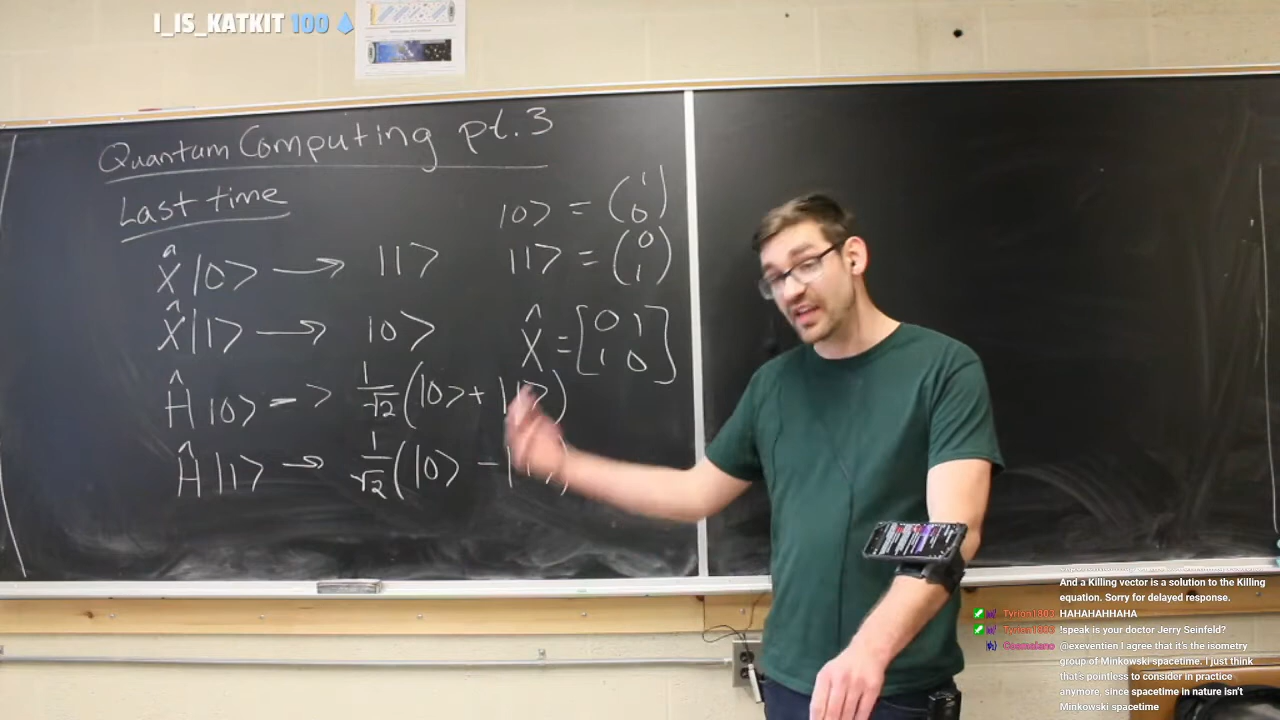 I_IS_KATKIT 100
Quantum Computing pt.3
Last time
|0> = (1 0)
X̂|0> → |1> |1> = (0 1)
X̂|1> → |0> X̂ = [0 1 1 0]
Ĥ|0> -> 1/√2(|0>+|1>)
Ĥ|1> → 1/√2(|0> - |1>)
And a Killing vector is a solution to the Killing
equation. Sorry for delayed response.
HAHAHAHHAHA
!speak is your doctor Jerry Seinfeld?
Cosmolano @exeventien I agree that it's the isometry
group of Minkowski spacetime. I just think
that's pointless to consider in practice
anymore, since spacetime in nature isn't
Minkowski spacetime